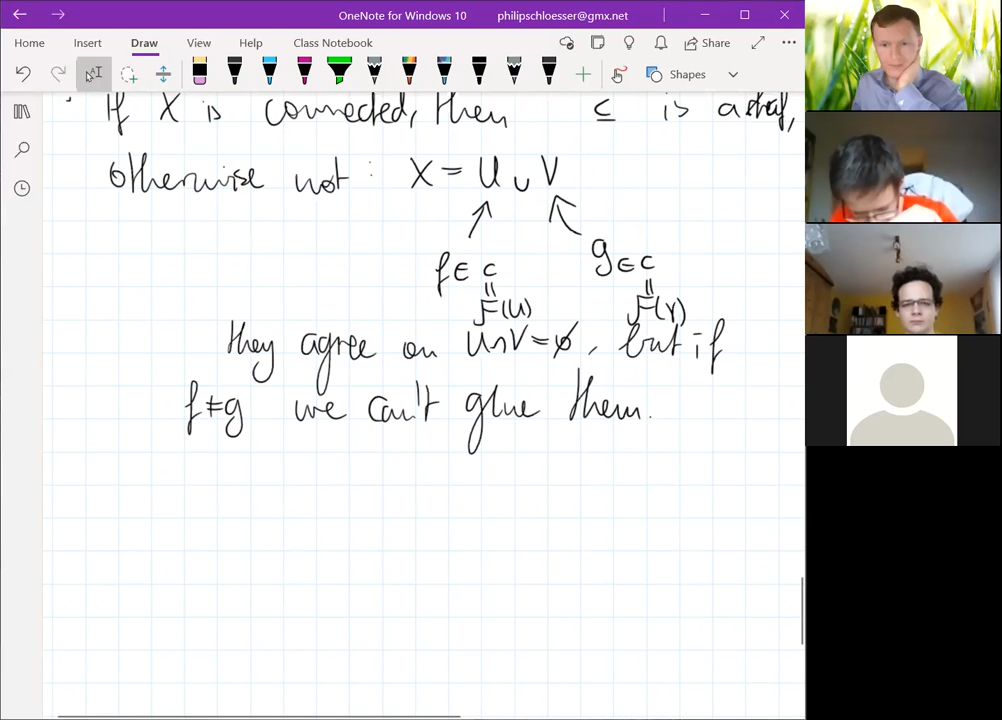 OneNote for Windows 10 philipschloesser@gmx.net
Home Insert Draw View Help Class Notebook Share
Shapes
If X is connected, then C is a sheaf,
otherwise not: X = U ∪ V
f ∈ C g ∈ C
= =
F(U) F(V)
they agree on U∩V = ∅, but if
f ≠ g we can't glue them.